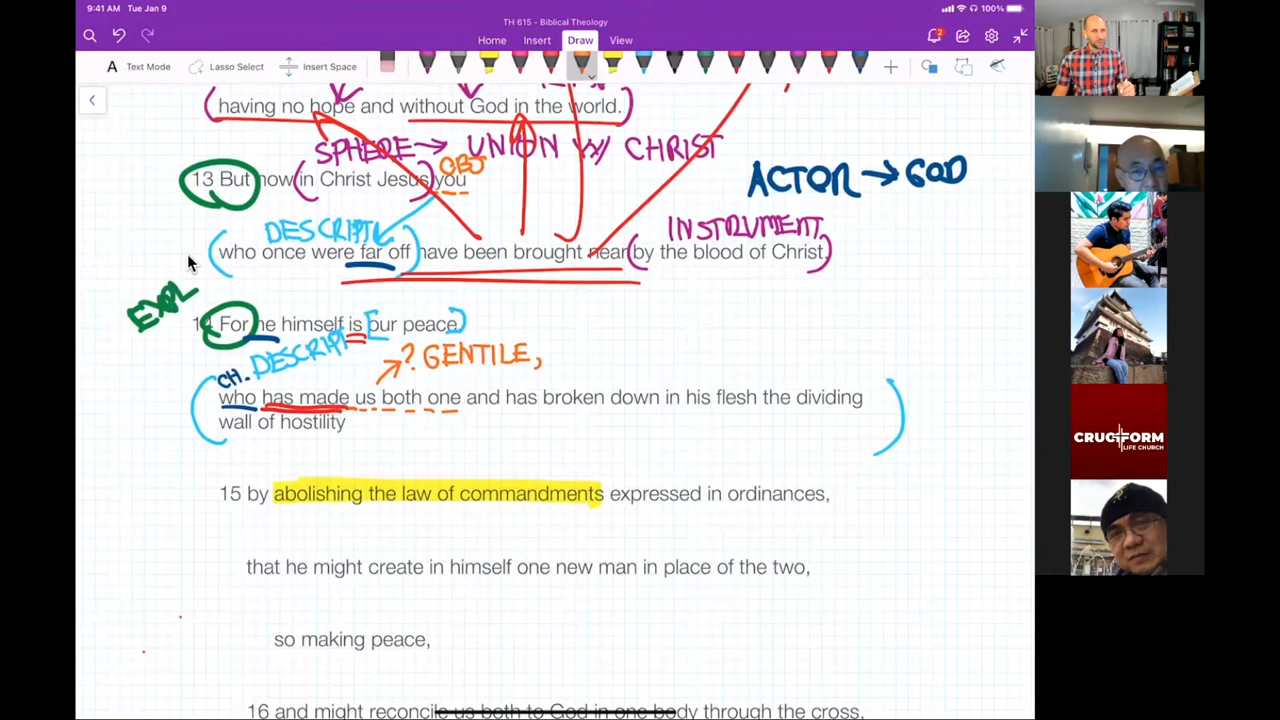 9:41 AM Tue Jan 9
100%
TH 615 - Biblical Theology
Home Insert Draw View
2
A Text Mode Lasso Select Insert Space
(having no hope and without God in the world.)
SPHERE → UNION w/ CHRIST
OBJ
13 But now (in Christ Jesus) you
ACTOR → GOD
DESCRIPT
INSTRUMENT
(who once were far off) have been brought near (by the blood of Christ.)
EXPL
14 For he himself is [our peace]
DESCRIPT
→ ? GENTILE,
CH.
(who has made us both one and has broken down in his flesh the dividing
wall of hostility)
15 by abolishing the law of commandments expressed in ordinances,
that he might create in himself one new man in place of the two,
so making peace,
16 and might reconcile us both to God in one body through the cross,
CRUCIFORM
LIFE CHURCH